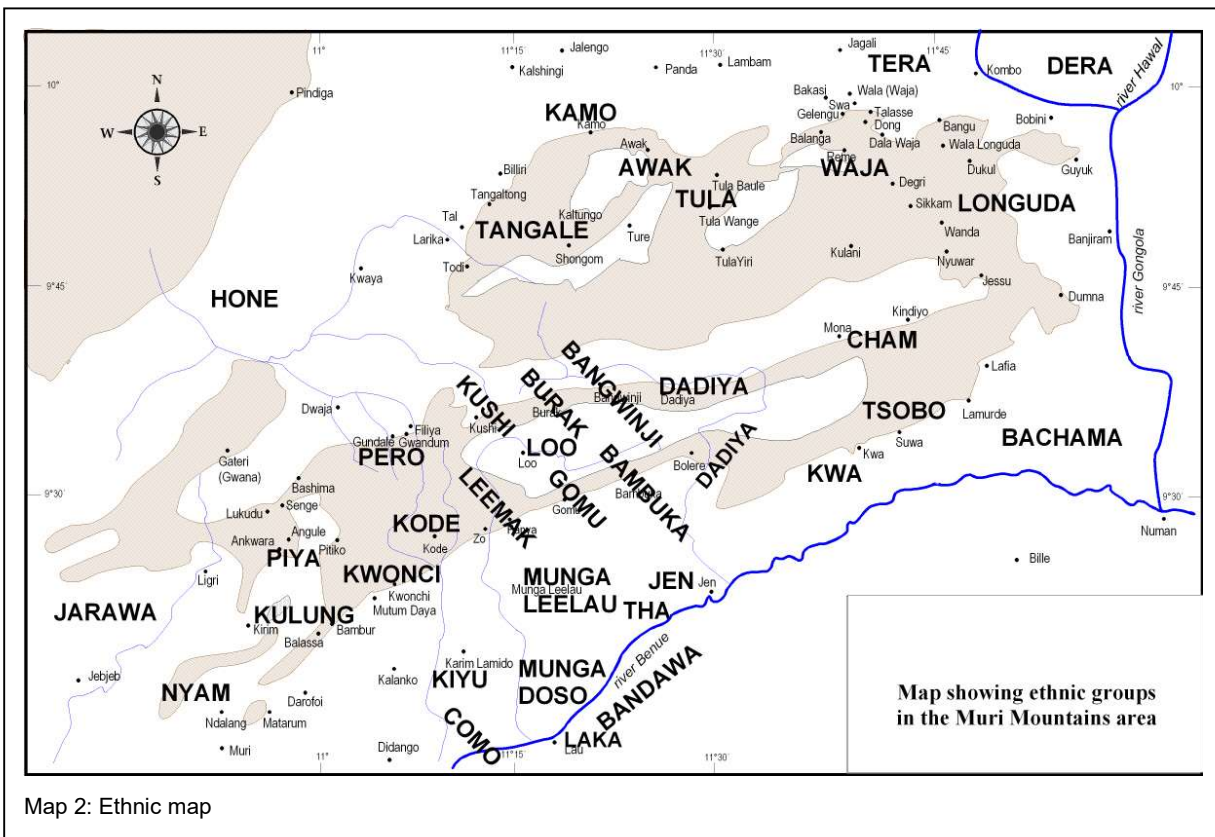 11°
11°15
11°30
11°45
Jalengo
Jagali
Kalshingi
Panda
Lambam
TERA
DERA
Kombo
10°
10°
N
W
E
S
Pindiga
Bakasi
Wala (Waja)
Swa
Gelengu
Talasse
river Hawal
KAMO
Kamo
Dong
Bangu
Bobini
Balanga
Dala Waja
Awak
Reme
Wala Longuda
AWAK
WAJA
Dukul
Guyuk
Billiri
Tula Baule
Degri
Tangaltong
TULA
Sikkam
LONGUDA
Kaltungo
Tula Wange
Tal
TANGALE
Ture
Wanda
Banjiram
Larika
Shongom
TulaYiri
Kulani
Nyuwar
river Gongola
Todi
Kwaya
Jessu
9°45
9°45
HONE
Dumna
Kindiyo
Mona
CHAM
BANGWINJI
Lafia
BURAK
DADIYA
KUSHI
Bangwinji
Dadiya
Dwaja
Burak
TSOBO
Lamurde
Filiya
Kushi
Gundale
Gwandum
Suwa
BACHAMA
PERO
LOO
Loo
Kwa
Gateri
(Gwana)
Bolere
DADIYA
KWA
BAMBUKA
Bashima
LEEMAK
GOMU
Bambuka
9°30
9°30
Lukudu
Senge
Gomu
Numan
KODE
Angule
Ankwara
Pitiko
Kode
Zo
PIYA
Bille
KWONCI
MUNGA
LEELAU
JEN
Jen
Ligri
Kwonchi
Munga Leelau
Mutum Daya
THA
JARAWA
KULUNG
Kirim
Bambur
Balassa
Karim Lamido
river Benue
Jebjeb
Kalanko
KIYU
MUNGA
DOSO
BANDAWA
NYAM
Darofoi
Ndalang
Matarum
Map showing ethnic groups
in the Muri Mountains area
COMO
LAKA
Lau
Muri
Didango
11°
11°15
11°30
Map 2: Ethnic map